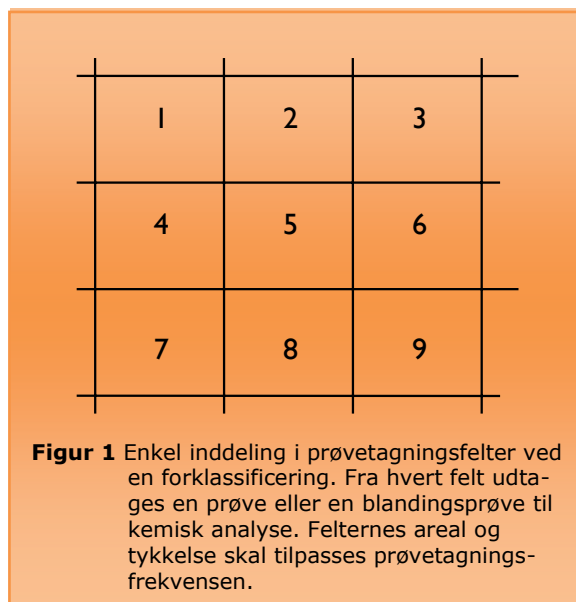 1 2 3
4 5 6
7 8 9
Figur 1 Enkel inddeling i prøvetagningsfelter ved
en forklassificering. Fra hvert felt udta-
ges en prøve eller en blandingsprøve til
kemisk analyse. Felternes areal og
tykkelse skal tilpasses prøvetagnings-
frekvensen.